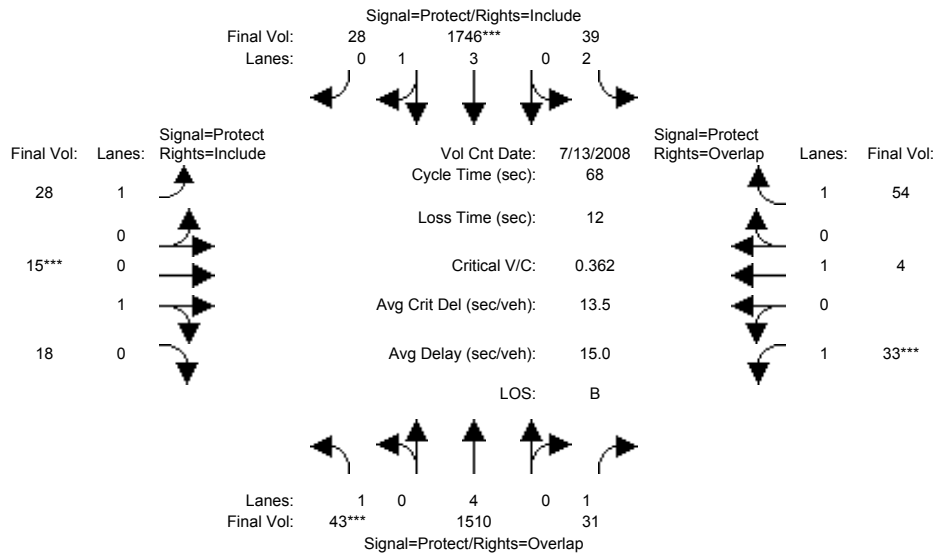 Signal=Protect/Rights=Include
Final Vol: 28 1746*** 39
Lanes: 0 1 3 0 2
Signal=Protect Signal=Protect
Final Vol: Lanes: Rights=Include Vol Cnt Date: 7/13/2008 Rights=Overlap Lanes: Final Vol:
Cycle Time (sec): 68
28 1 1 54
Loss Time (sec): 12
0 0
15*** 0 Critical V/C: 0.362 1 4
1 Avg Crit Del (sec/veh): 13.5 0
18 0 Avg Delay (sec/veh): 15.0 1 33***
LOS: B
Lanes: 1 0 4 0 1
Final Vol: 43*** 1510 31
Signal=Protect/Rights=Overlap